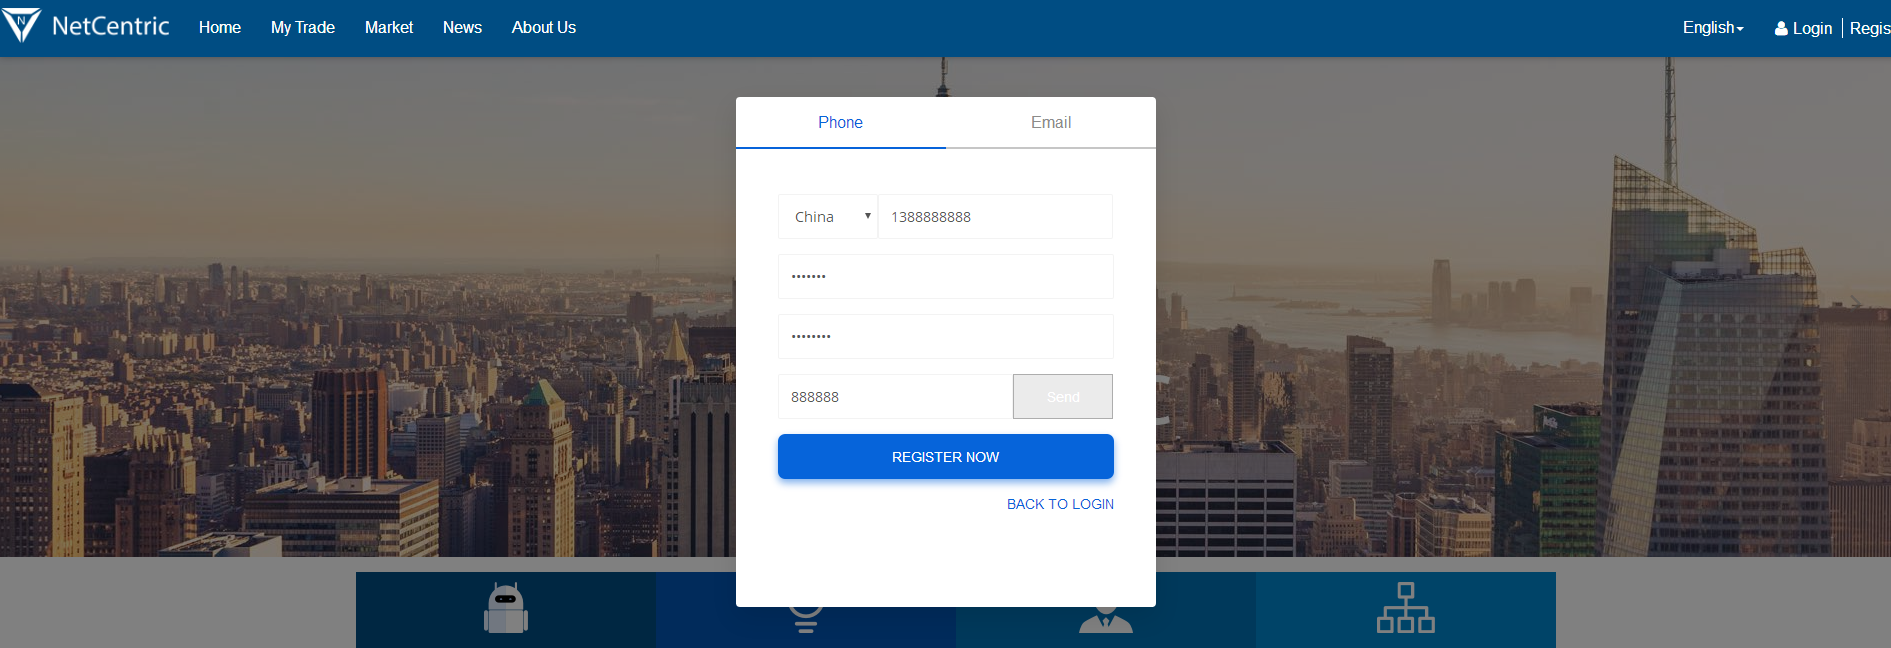 NetCentric Home My Trade Market News About Us English Login Regis
Phone Email
China 1388888888
•••••••
••••••••
888888 Send
REGISTER NOW
BACK TO LOGIN